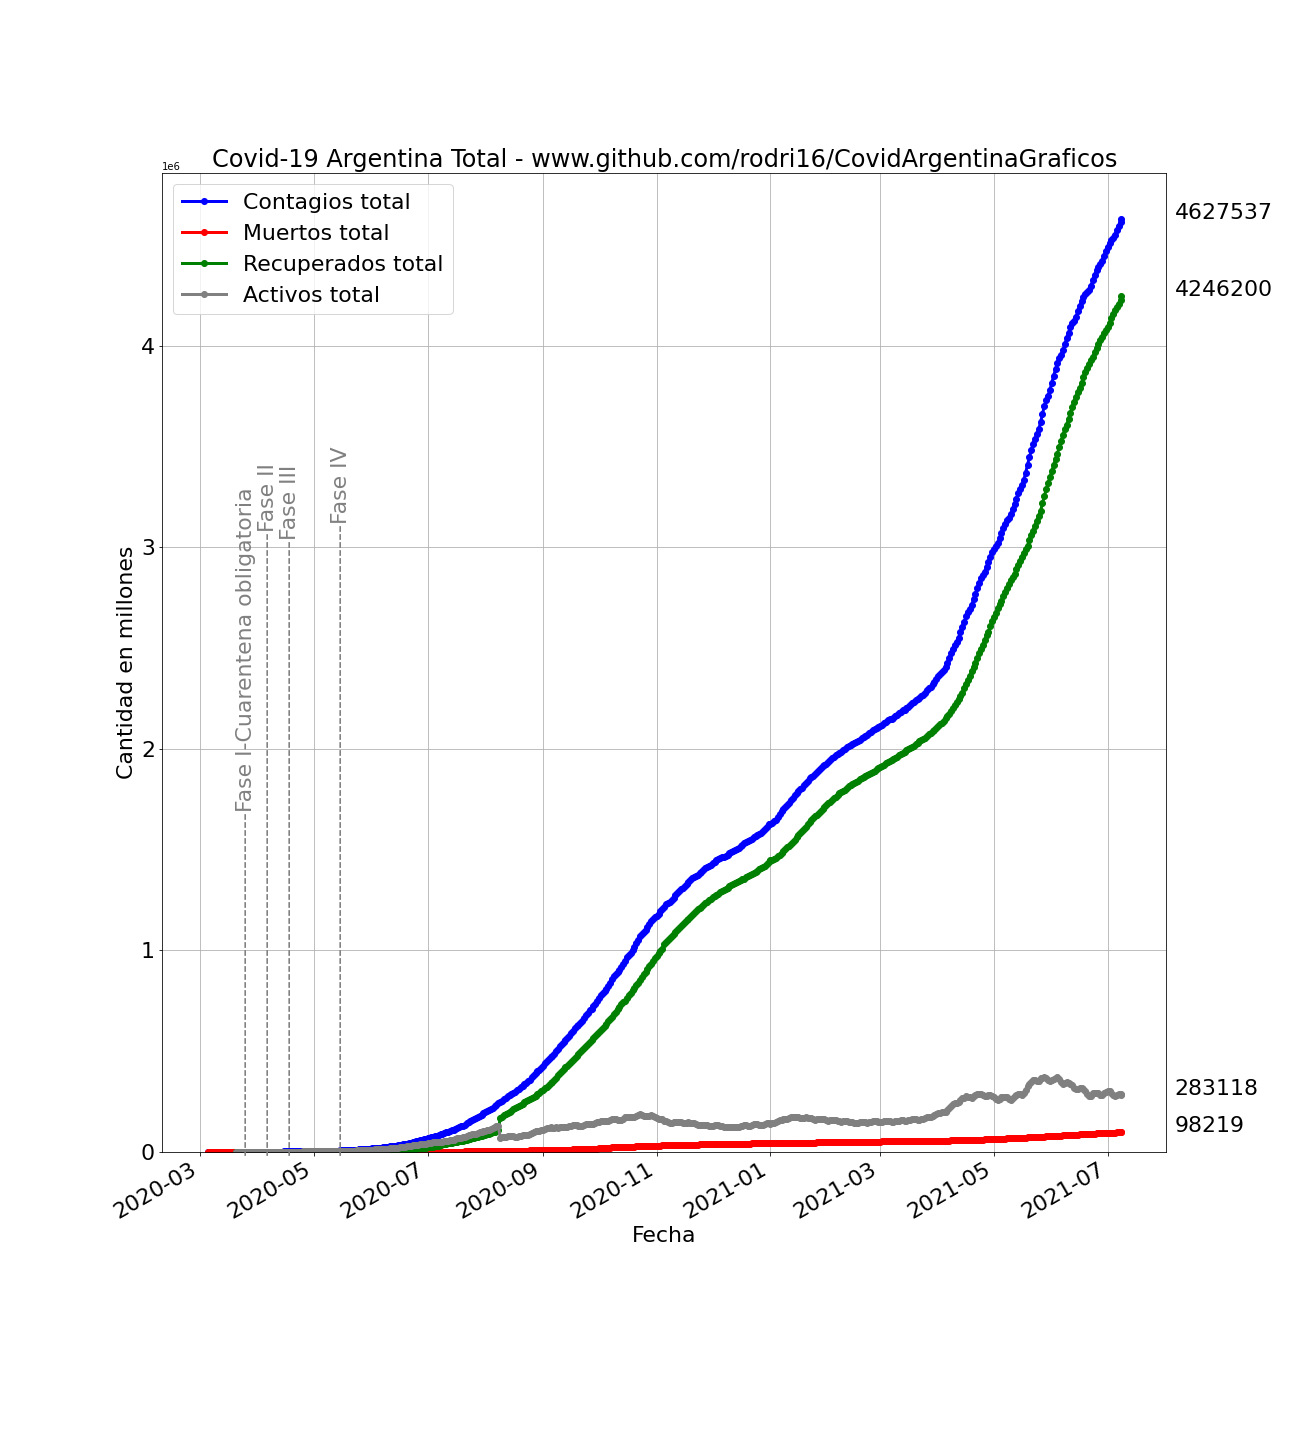 Covid-19 Argentina Total - www.github.com/rodri16/CovidArgentinaGraficos
1e6
Contagios total
Muertos total
Recuperados total
Activos total
4627537
4246200
283118
98219
4
3
2
1
0
Cantidad en millones
Fase I-Cuarentena obligatoria
Fase II
Fase III
Fase IV
2020-03
2020-05
2020-07
2020-09
2020-11
2021-01
2021-03
2021-05
2021-07
Fecha